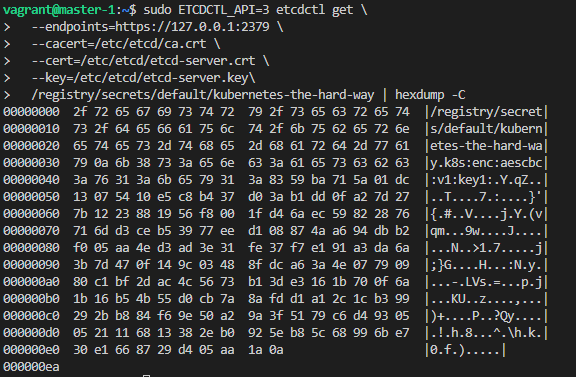 vagrant@master-1:~$ sudo ETCDCTL_API=3 etcdctl get \
>   --endpoints=https://127.0.0.1:2379 \
>   --cacert=/etc/etcd/ca.crt \
>   --cert=/etc/etcd/etcd-server.crt \
>   --key=/etc/etcd/etcd-server.key\
>   /registry/secrets/default/kubernetes-the-hard-way | hexdump -C
00000000  2f 72 65 67 69 73 74 72  79 2f 73 65 63 72 65 74  |/registry/secret|
00000010  73 2f 64 65 66 61 75 6c  74 2f 6b 75 62 65 72 6e  |s/default/kubern|
00000020  65 74 65 73 2d 74 68 65  2d 68 61 72 64 2d 77 61  |etes-the-hard-wa|
00000030  79 0a 6b 38 73 3a 65 6e  63 3a 61 65 73 63 62 63  |y.k8s:enc:aescbc|
00000040  3a 76 31 3a 6b 65 79 31  3a 83 59 ba 71 5a 01 dc  |:v1:key1:.Y.qZ..|
00000050  13 07 54 10 e5 c8 b4 37  d0 3a b1 dd 0f a2 7d 27  |..T....7.:....}'|
00000060  7b 12 23 88 19 56 f8 00  1f d4 6a ec 59 82 28 76  |{.#..V....j.Y.(v|
00000070  71 6d d3 ce b5 39 77 ee  d1 08 87 4a a6 94 db b2  |qm...9w....J....|
00000080  f0 05 aa 4e d3 ad 3e 31  fe 37 f7 e1 91 a3 da 6a  |...N..>1.7.....j|
00000090  3b 7d 47 0f 14 9c 03 48  8f dc a6 3a 4e 07 79 09  |;}G....H...:N.y.|
000000a0  80 c1 bf 2d ac 4c 56 73  b1 3d e3 16 1b 70 0f 6a  |...-.LVs.=...p.j|
000000b0  1b 16 b5 4b 55 d0 cb 7a  8a fd d1 a1 2c 1c b3 99  |...KU..z....,...|
000000c0  29 2b b8 84 f6 9e 50 a2  9a 3f 51 79 c6 d4 93 05  |)+....P..?Qy....|
000000d0  05 21 11 68 13 38 2e b0  92 5e b8 5c 68 99 6b e7  |.!.h.8...^.\h.k.|
000000e0  30 e1 66 87 29 d4 05 aa  1a 0a                    |0.f.).....|
000000ea